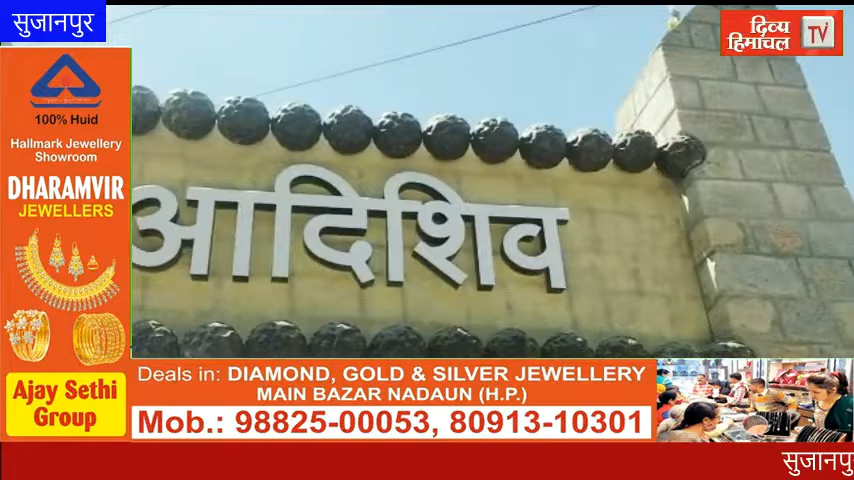 सुजानपुर
दिव्य
हिमाचल
TV
100% Huid
Hallmark Jewellery
Showroom
DHARAMVIR
JEWELLERS
आदिशिव
Ajay Sethi
Group
Deals in: DIAMOND, GOLD & SILVER JEWELLERY
MAIN BAZAR NADAUN (H.P.)
Mob.: 98825-00053, 80913-10301
सुजानपु